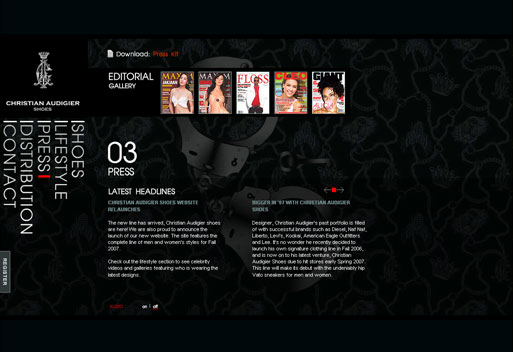 Download: Press Kit
EDITORIAL
GALLERY
MAXIM
MAXIM
FLOSS
CLEO
GIANT
CHRISTIAN AUDIGIER
SHOES
SHOES
LIFESTYLE
PRESS
DISTRIBUTION
CONTACT
REGISTER
03
PRESS
LATEST HEADLINES
CHRISTIAN AUDIGIER SHOES WEBSITE
RELAUNCHES
The new line has arrived, Christian Audigier shoes
are here! We are also proud to announce the
launch of our new website. The site features the
complete line of men and women's styles for Fall
2007.
Check out the lifestyle section to see celebrity
videos and galleries featuring who is wearing the
latest designs.
BIGGER IN '07 WITH CHRISTIAN AUDIGIER
SHOES
Designer, Christian Audigier's past portfolio is filled
of with successful brands such as Diesel, Naf Naf,
Liberto, Levi's, Kookai, American Eagle Outfitters
and Lee. It's no wonder he recently decided to
launch his own signature clothing line in Fall 2006,
and is now on to his latest venture, Christian
Audigier Shoes due to hit stores early Spring 2007.
This line will make its debut with the undeniably hip
Vato sneakers for men and women.
AUDIO
on | off